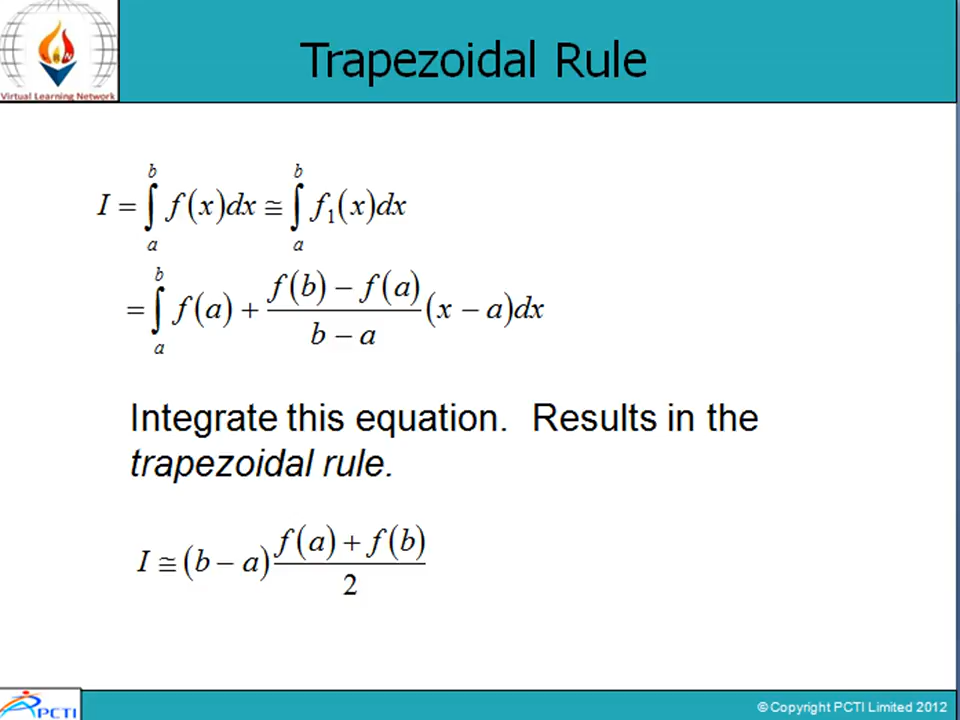 Trapezoidal Rule
Virtual Learning Network
I = ∫_a^b f(x)dx ≅ ∫_a^b f₁(x)dx
= ∫_a^b f(a) + (f(b) − f(a))/(b − a) (x − a)dx
Integrate this equation. Results in the
trapezoidal rule.
I ≅ (b − a) (f(a) + f(b))/2
PCTI
© Copyright PCTI Limited 2012